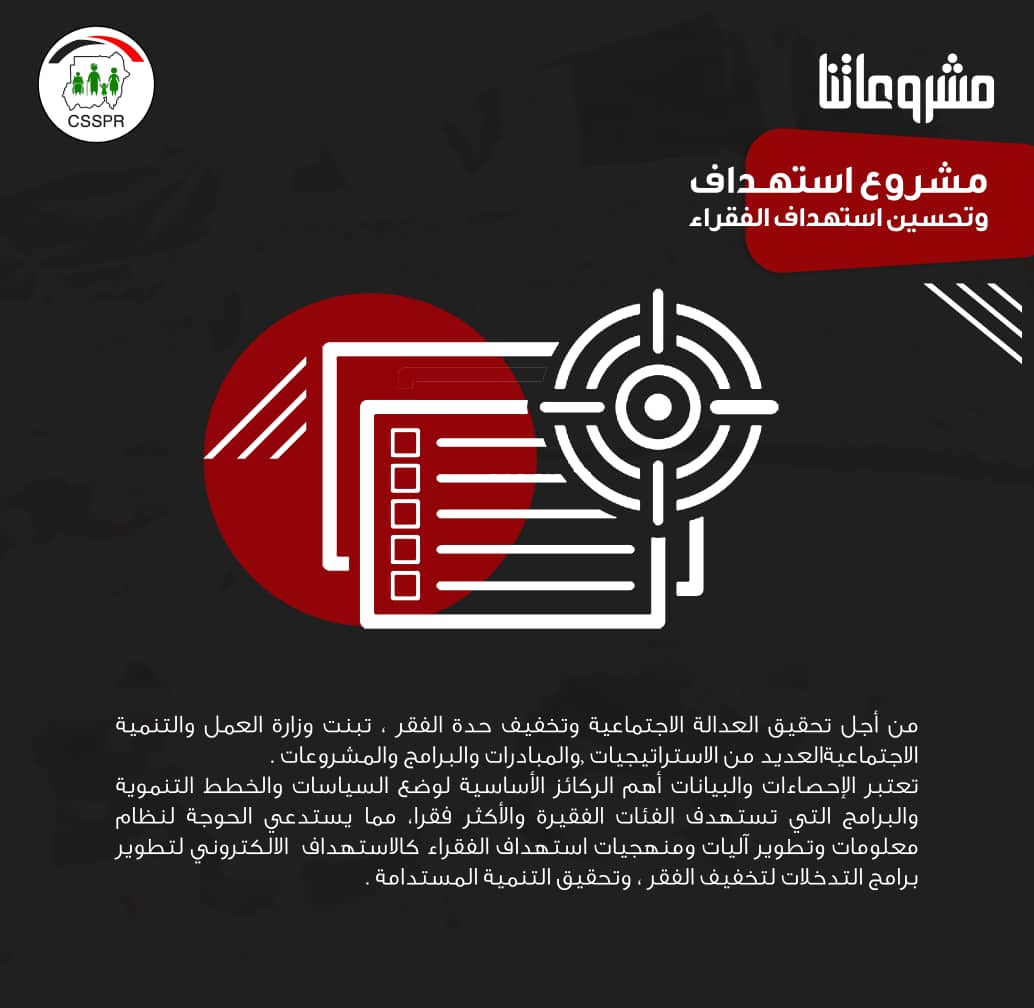 CSSPR
مشروعاتنا
مشروع استهداف
وتحسين استهداف الفقراء
من أجل تحقيق العدالة الاجتماعية وتخفيف حدة الفقر ، تبنت وزارة العمل والتنمية
الاجتماعيةالعديد من الاستراتيجيات ,والمبادرات والبرامج والمشروعات .
تعتبر الإحصاءات والبيانات أهم الركائز الأساسية لوضع السياسات والخطط التنموية
والبرامج التي تستهدف الفئات الفقيرة والأكثر فقرا، مما يستدعي الحوجة لنظام
معلومات وتطوير آليات ومنهجيات استهداف الفقراء كالاستهداف الالكتروني لتطوير
برامج التدخلات لتخفيف الفقر ، وتحقيق التنمية المستدامة .